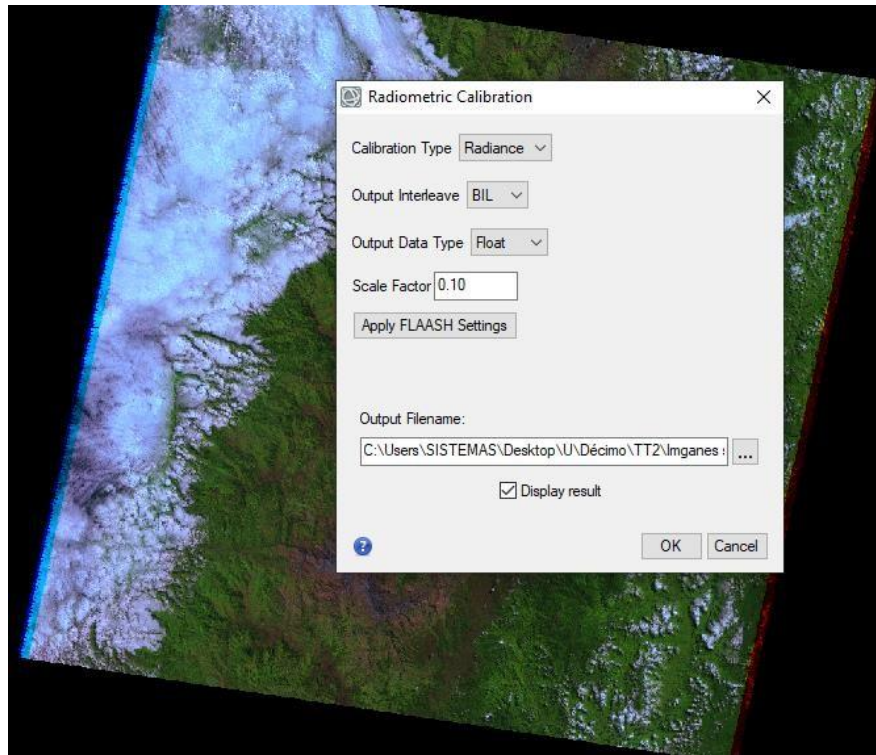 Radiometric Calibration
Calibration Type Radiance
Output Interleave BIL
Output Data Type Float
Scale Factor 0.10
Apply FLAASH Settings
Output Filename:
C:\Users\SISTEMAS\Desktop\U\Décimo\TT2\Imganes s ...
Display result
OK Cancel